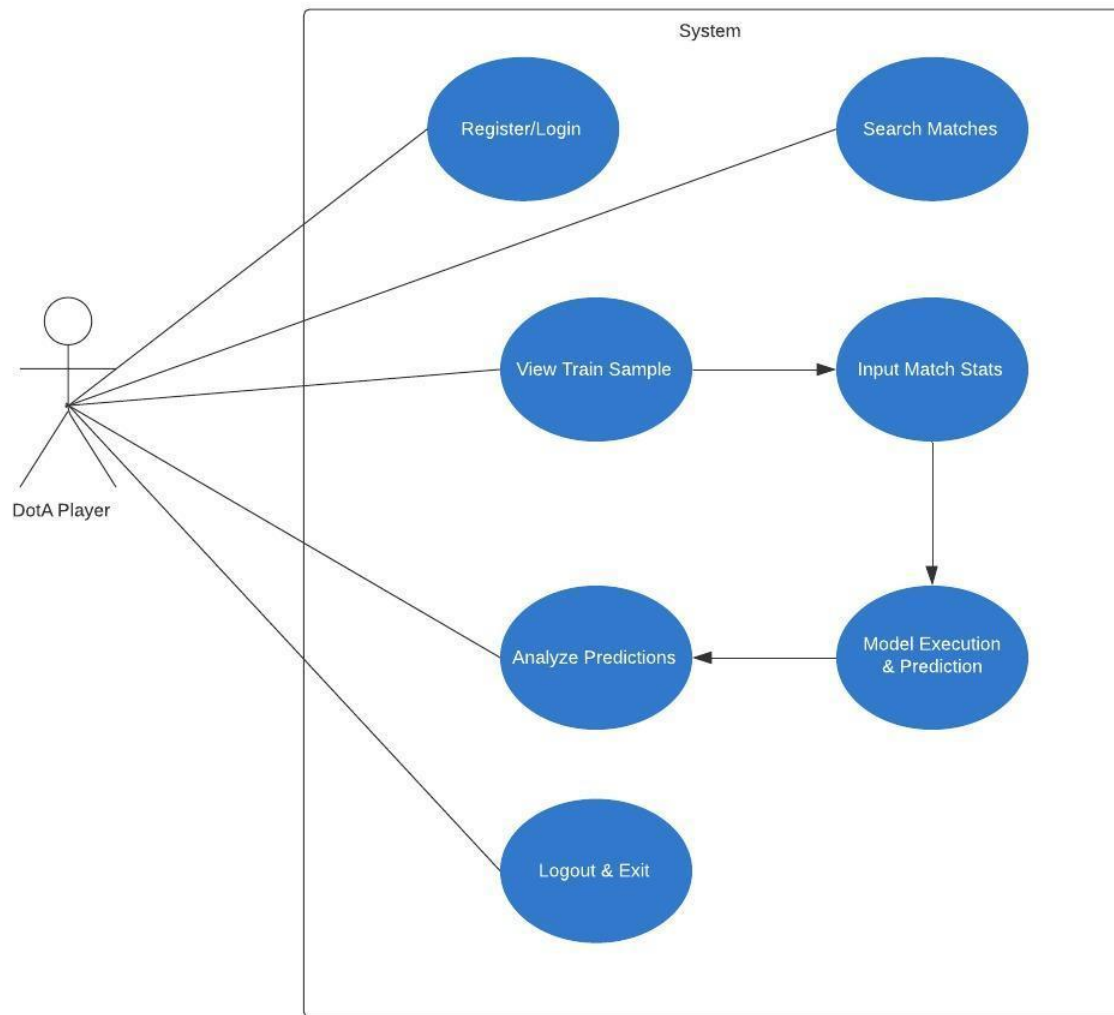 System
Register/Login
Search Matches
View Train Sample
Input Match Stats
DotA Player
Analyze Predictions
Model Execution
& Prediction
Logout & Exit